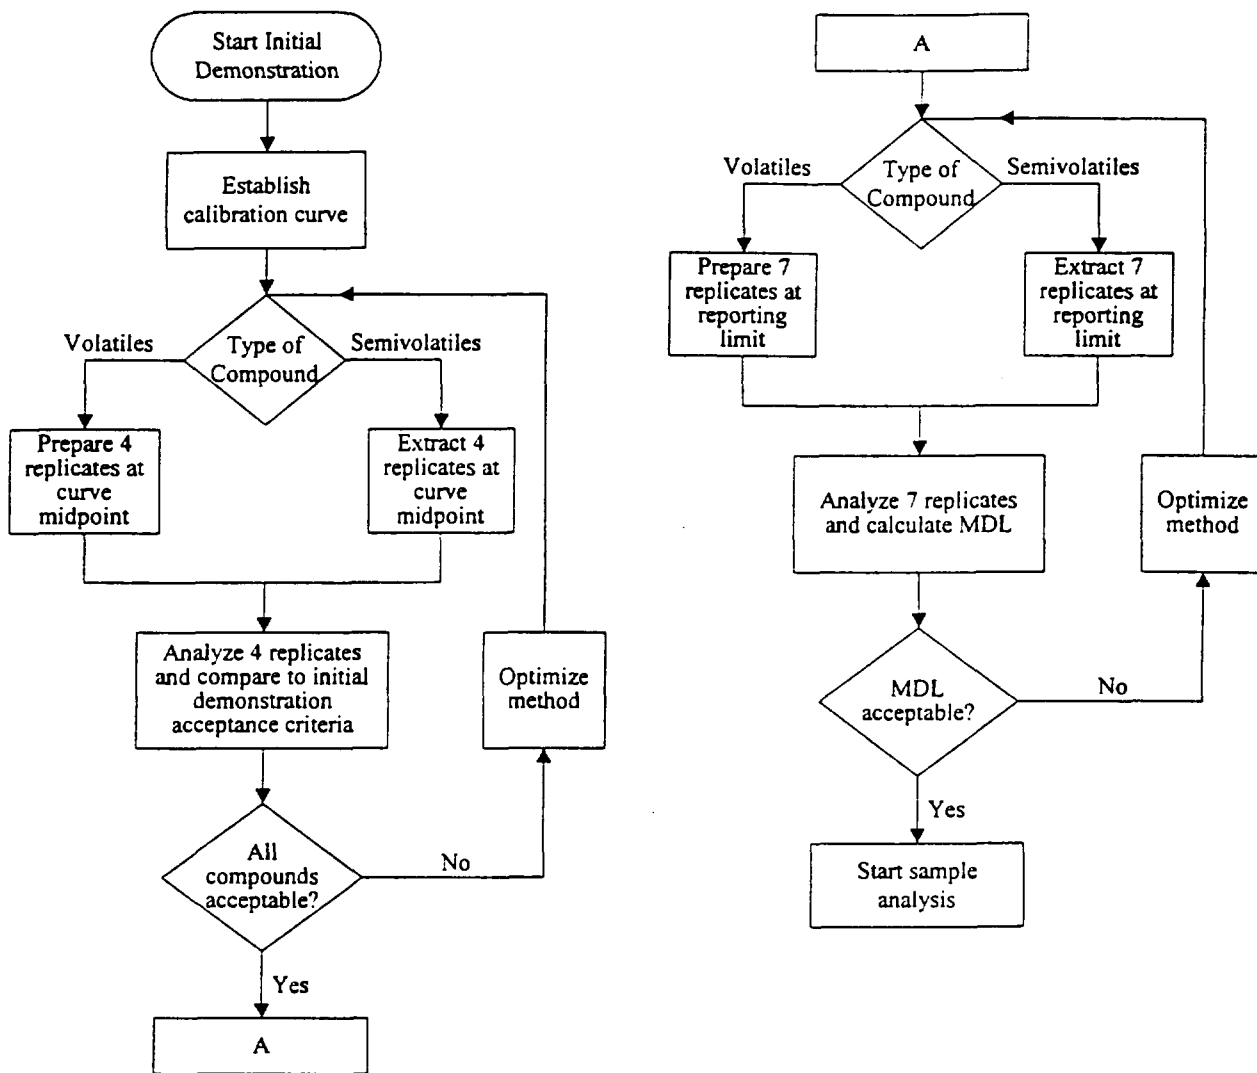 Start Initial
Demonstration
Establish
calibration curve
Volatiles
Type of
Compound
Semivolatiles
Prepare 4
replicates at
curve
midpoint
Extract 4
replicates at
curve
midpoint
Analyze 4 replicates
and compare to initial
demonstration
acceptance criteria
Optimize
method
All
compounds
acceptable?
No
Yes
A
A
Volatiles
Type of
Compound
Semivolatiles
Prepare 7
replicates at
reporting
limit
Extract 7
replicates at
reporting
limit
Analyze 7 replicates
and calculate MDL
Optimize
method
MDL
acceptable?
No
Yes
Start sample
analysis